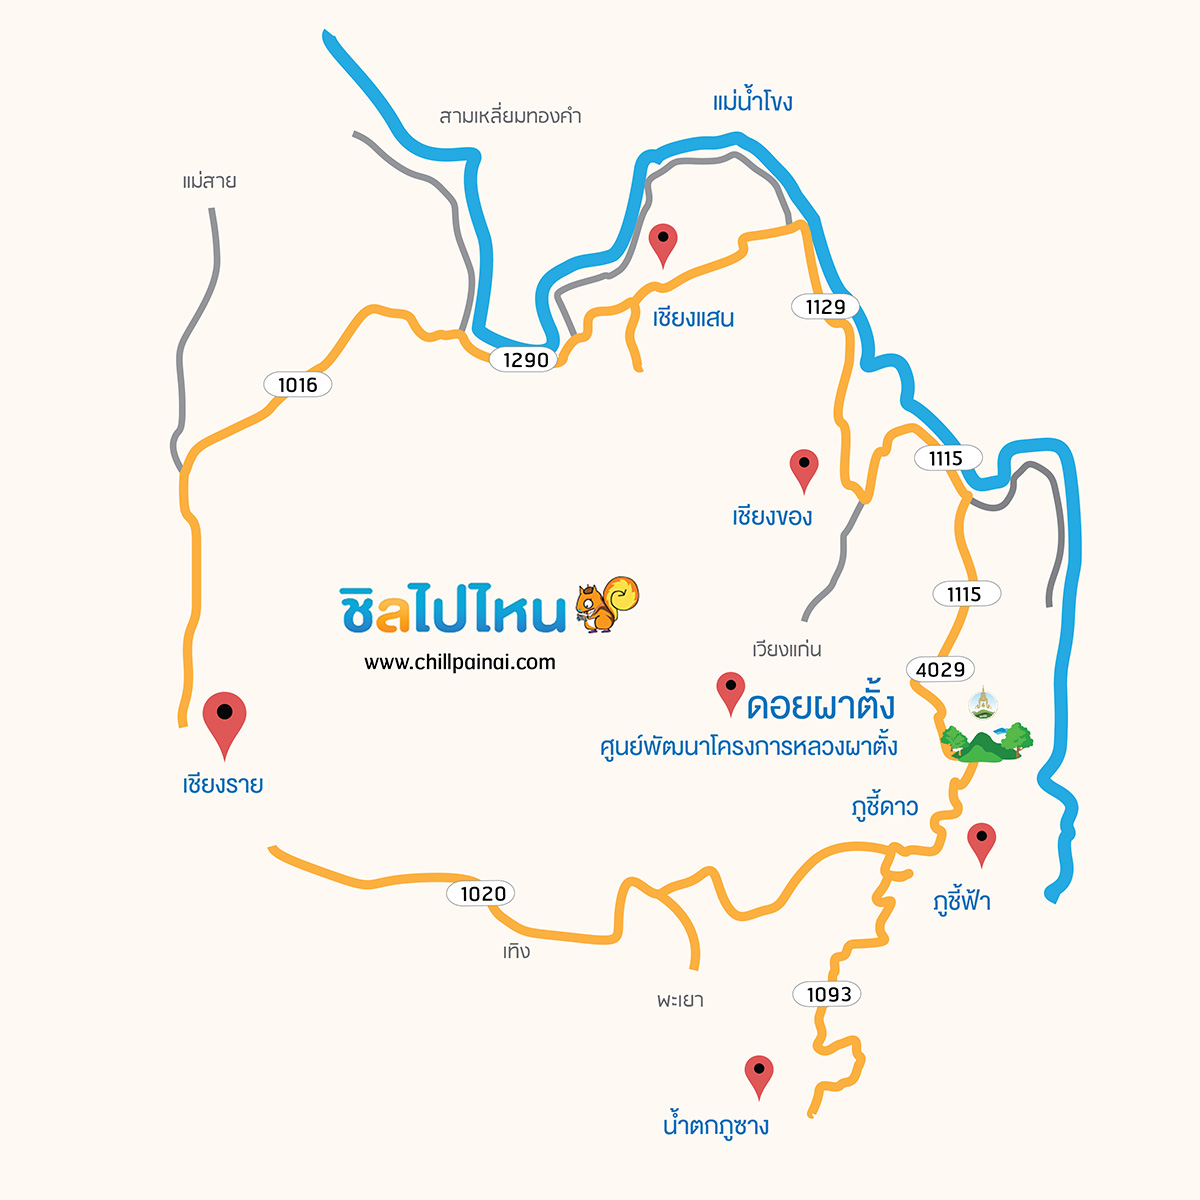 แม่น้ำโขง
สามเหลี่ยมทองคำ
แม่สาย
1129
เชียงแสน
1290
1016
1115
เชียงของ
ชิลไปไหน
www.chillpainai.com
1115
เวียงแก่น
4029
ดอยผาตั้ง
ศูนย์พัฒนาโครงการหลวงผาตั้ง
เชียงราย
ภูชี้ดาว
1020
ภูชี้ฟ้า
เทิง
พะเยา
1093
น้ำตกภูซาง